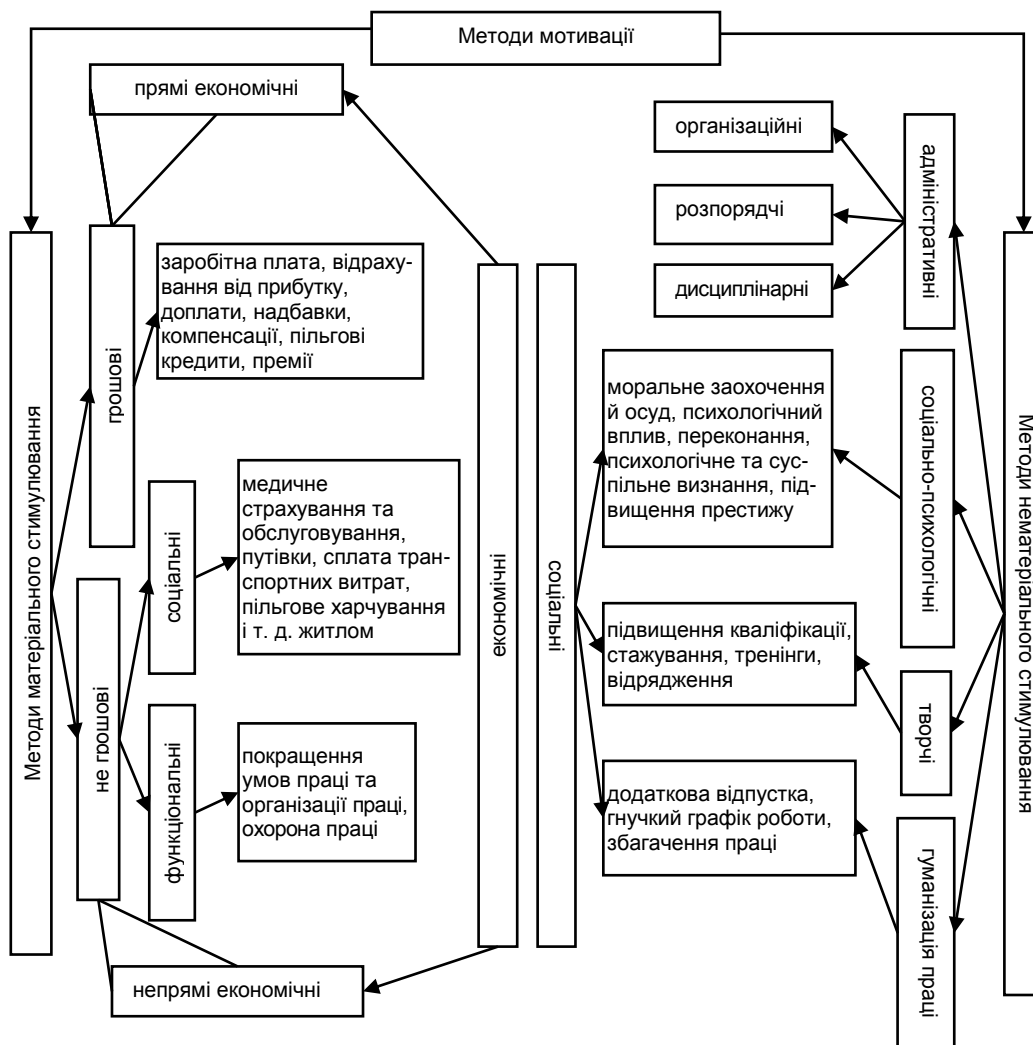 Методи мотивації
прямі економічні
організаційні
розпорядчі
дисциплінарні
адміністративні
Методи матеріального стимулювання
грошові
заробітна плата, відраху-
вання від прибутку,
доплати, надбавки,
компенсації, пільгові
кредити, премії
не грошові
соціальні
медичне
страхування та
обслуговування,
путівки, сплата тран-
спортних витрат,
пільгове харчування
і т. д. житлом
функціональні
покращення
умов праці та
організації праці,
охорона праці
непрямі економічні
економічні
соціальні
моральне заохочення
й осуд, психологічний
вплив, переконання,
психологічне та сус-
пільне визнання, під-
вищення престижу
соціально-психологічні
підвищення кваліфікації,
стажування, тренінги,
відрядження
творчі
додаткова відпустка,
гнучкий графік роботи,
збагачення праці
гуманізація праці
Методи нематеріального стимулювання